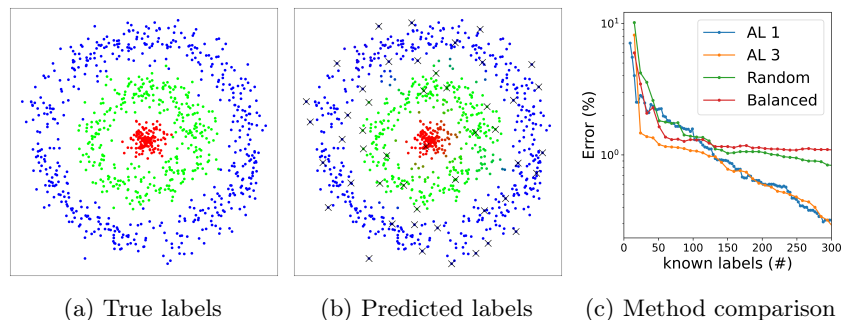 10¹
10⁰
Error (%)
AL 1
AL 3
Random
Balanced
0 50 100 150 200 250 300
known labels (#)
(a) True labels
(b) Predicted labels
(c) Method comparison